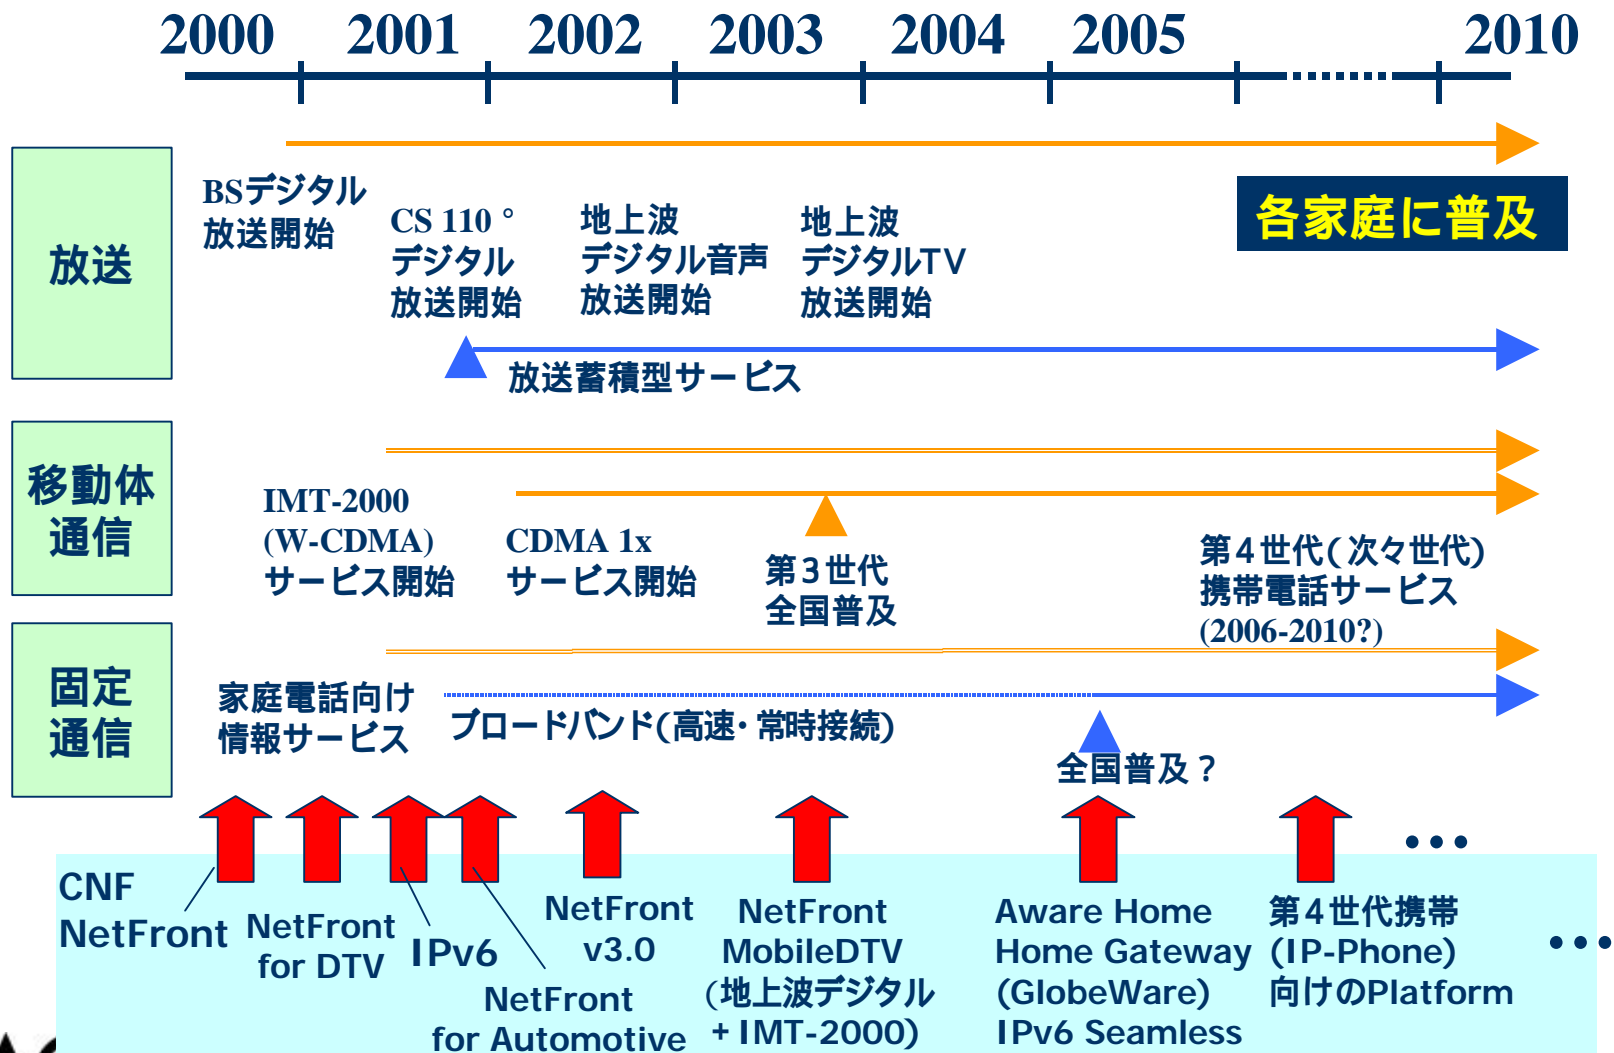 2000 2001 2002 2003 2004 2005 2010
放送
BSデジタル
放送開始
CS 110 °
デジタル
放送開始
地上波
デジタル音声
放送開始
地上波
デジタルTV
放送開始
各家庭に普及
放送蓄積型サービス
移動体
通信
IMT-2000
(W-CDMA)
サービス開始
CDMA 1x
サービス開始
第3世代
全国普及
第4世代(次々世代)
携帯電話サービス
(2006-2010?)
固定
通信
家庭電話向け
情報サービス
ブロードバンド(高速・常時接続)
全国普及?
CNF
NetFront
NetFront
for DTV
IPv6
NetFront
for Automotive
NetFront
v3.0
NetFront
MobileDTV
(地上波デジタル
+IMT-2000)
Aware Home
Home Gateway
(GlobeWare)
IPv6 Seamless
第4世代携帯
(IP-Phone)
向けのPlatform
•••
•••